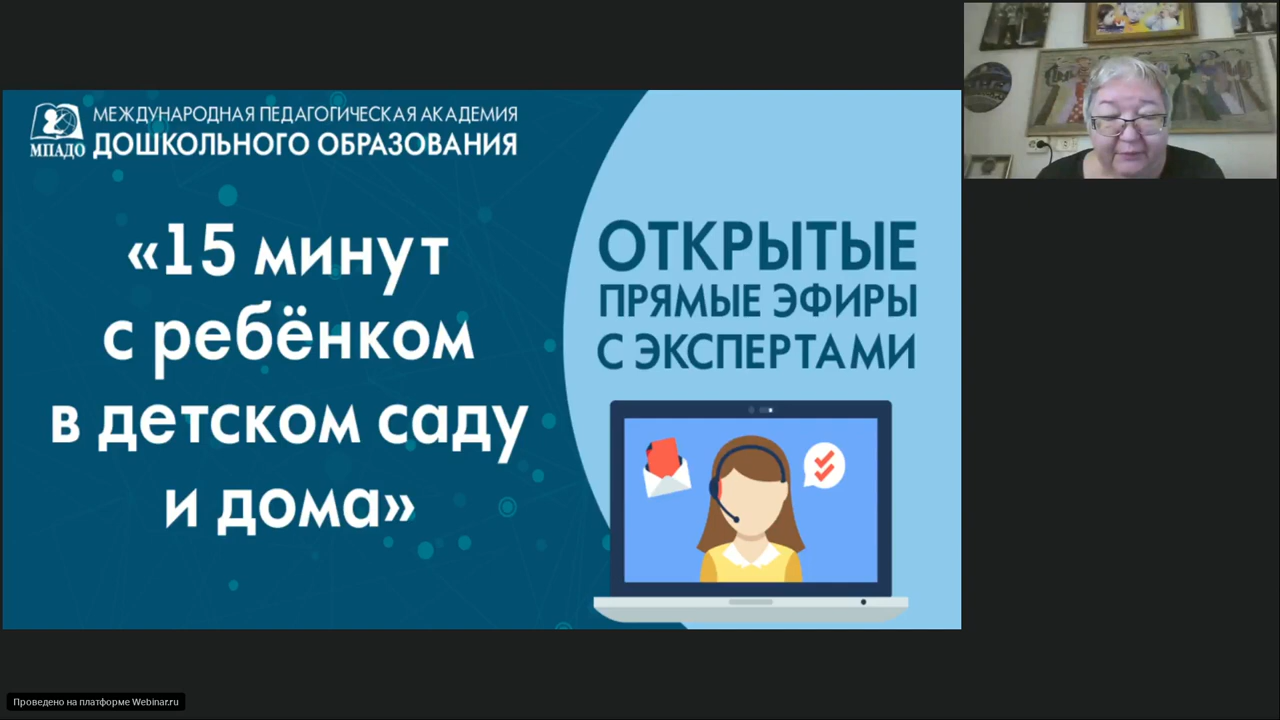 МЕЖДУНАРОДНАЯ ПЕДАГОГИЧЕСКАЯ АКАДЕМИЯ
МПАДО ДОШКОЛЬНОГО ОБРАЗОВАНИЯ
«15 минут
с ребёнком
в детском саду
и дома»
ОТКРЫТЫЕ
ПРЯМЫЕ ЭФИРЫ
С ЭКСПЕРТАМИ
Проведено на платформе Webinar.ru